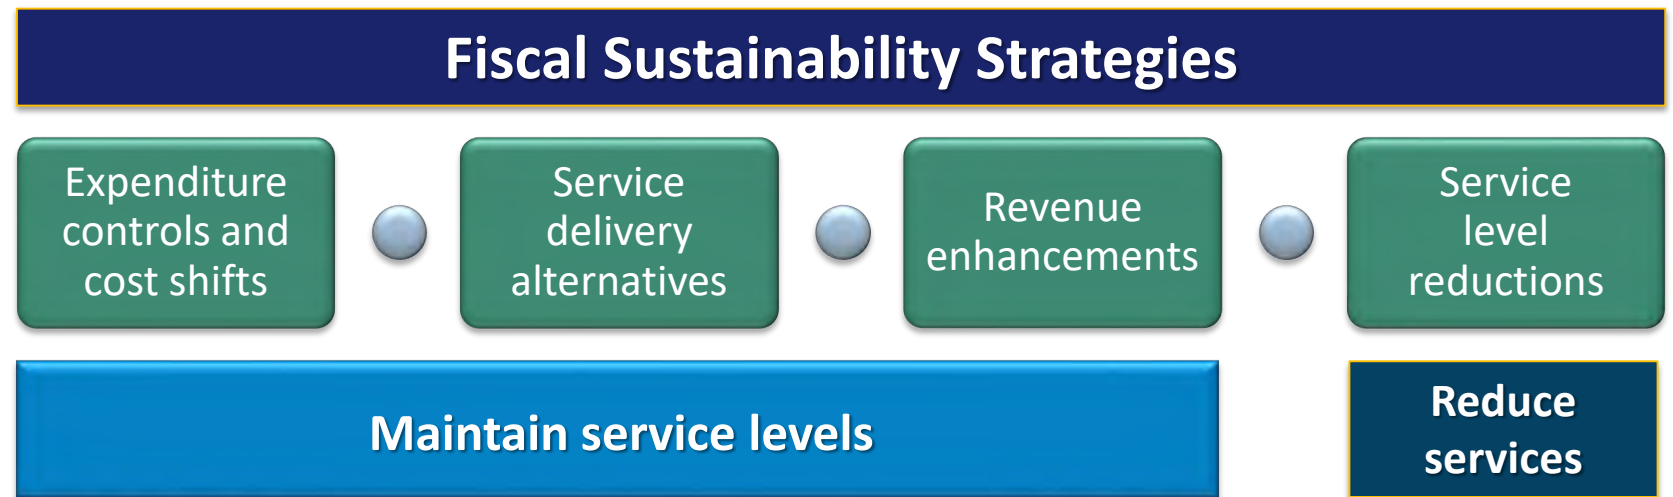 Fiscal Sustainability Strategies
Expenditure
controls and
cost shifts
Service
delivery
alternatives
Revenue
enhancements
Service
level
reductions
Maintain service levels
Reduce
services